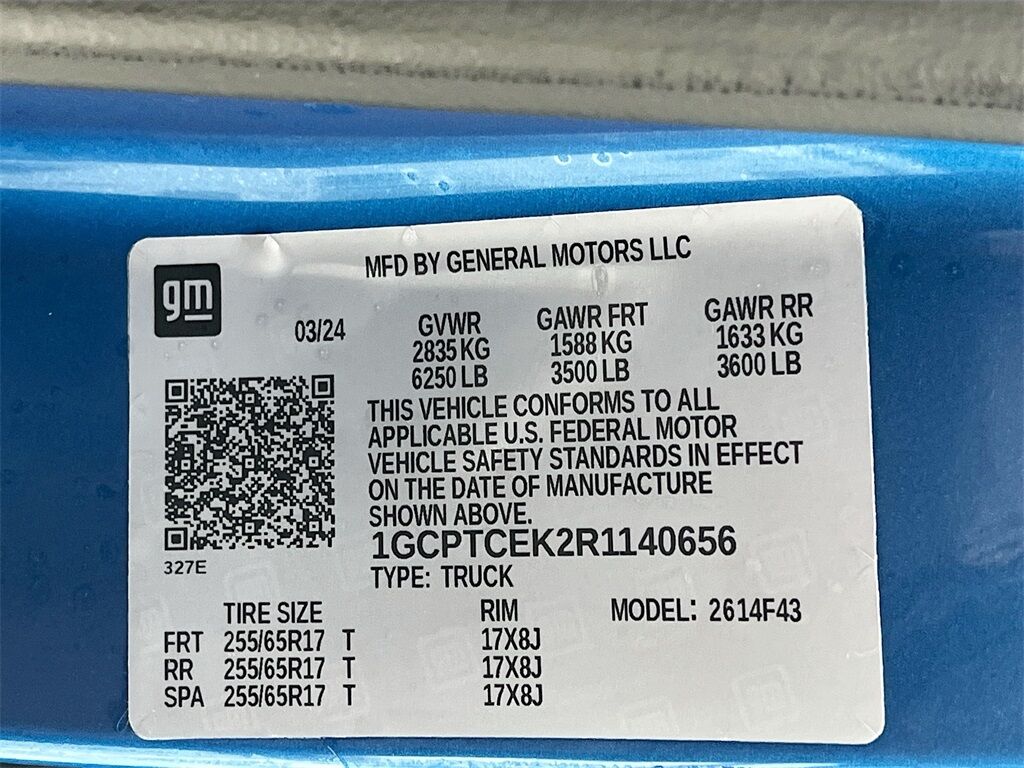 MFD BY GENERAL MOTORS LLC
gm
03/24
GVWR GAWR FRT GAWR RR
2835 KG 1588 KG 1633 KG
6250 LB 3500 LB 3600 LB
THIS VEHICLE CONFORMS TO ALL
APPLICABLE U.S. FEDERAL MOTOR
VEHICLE SAFETY STANDARDS IN EFFECT
ON THE DATE OF MANUFACTURE
SHOWN ABOVE.
1GCPTCEK2R1140656
327E
TYPE: TRUCK
TIRE SIZE RIM MODEL: 2614F43
FRT 255/65R17 T 17X8J
RR 255/65R17 T 17X8J
SPA 255/65R17 T 17X8J